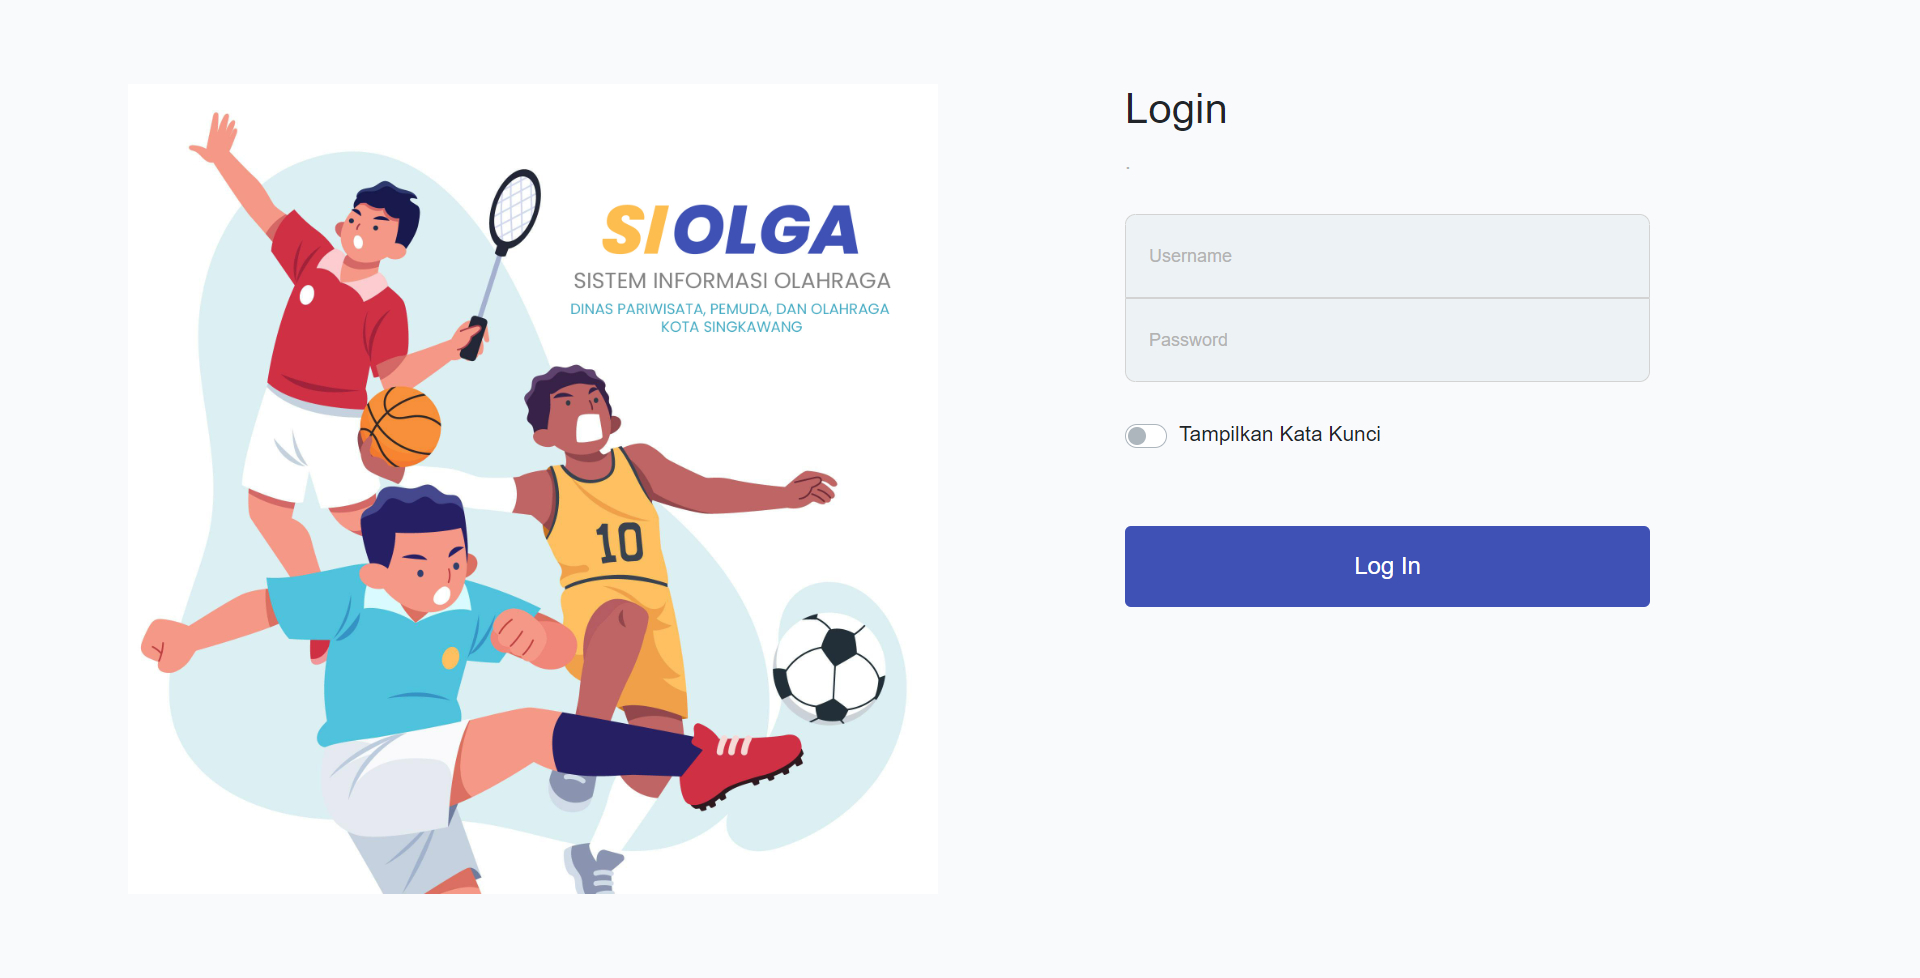 SIOLGA
SISTEM INFORMASI OLAHRAGA
DINAS PARIWISATA, PEMUDA, DAN OLAHRAGA
KOTA SINGKAWANG
10
Login
.
Username
Password
Tampilkan Kata Kunci
Log In